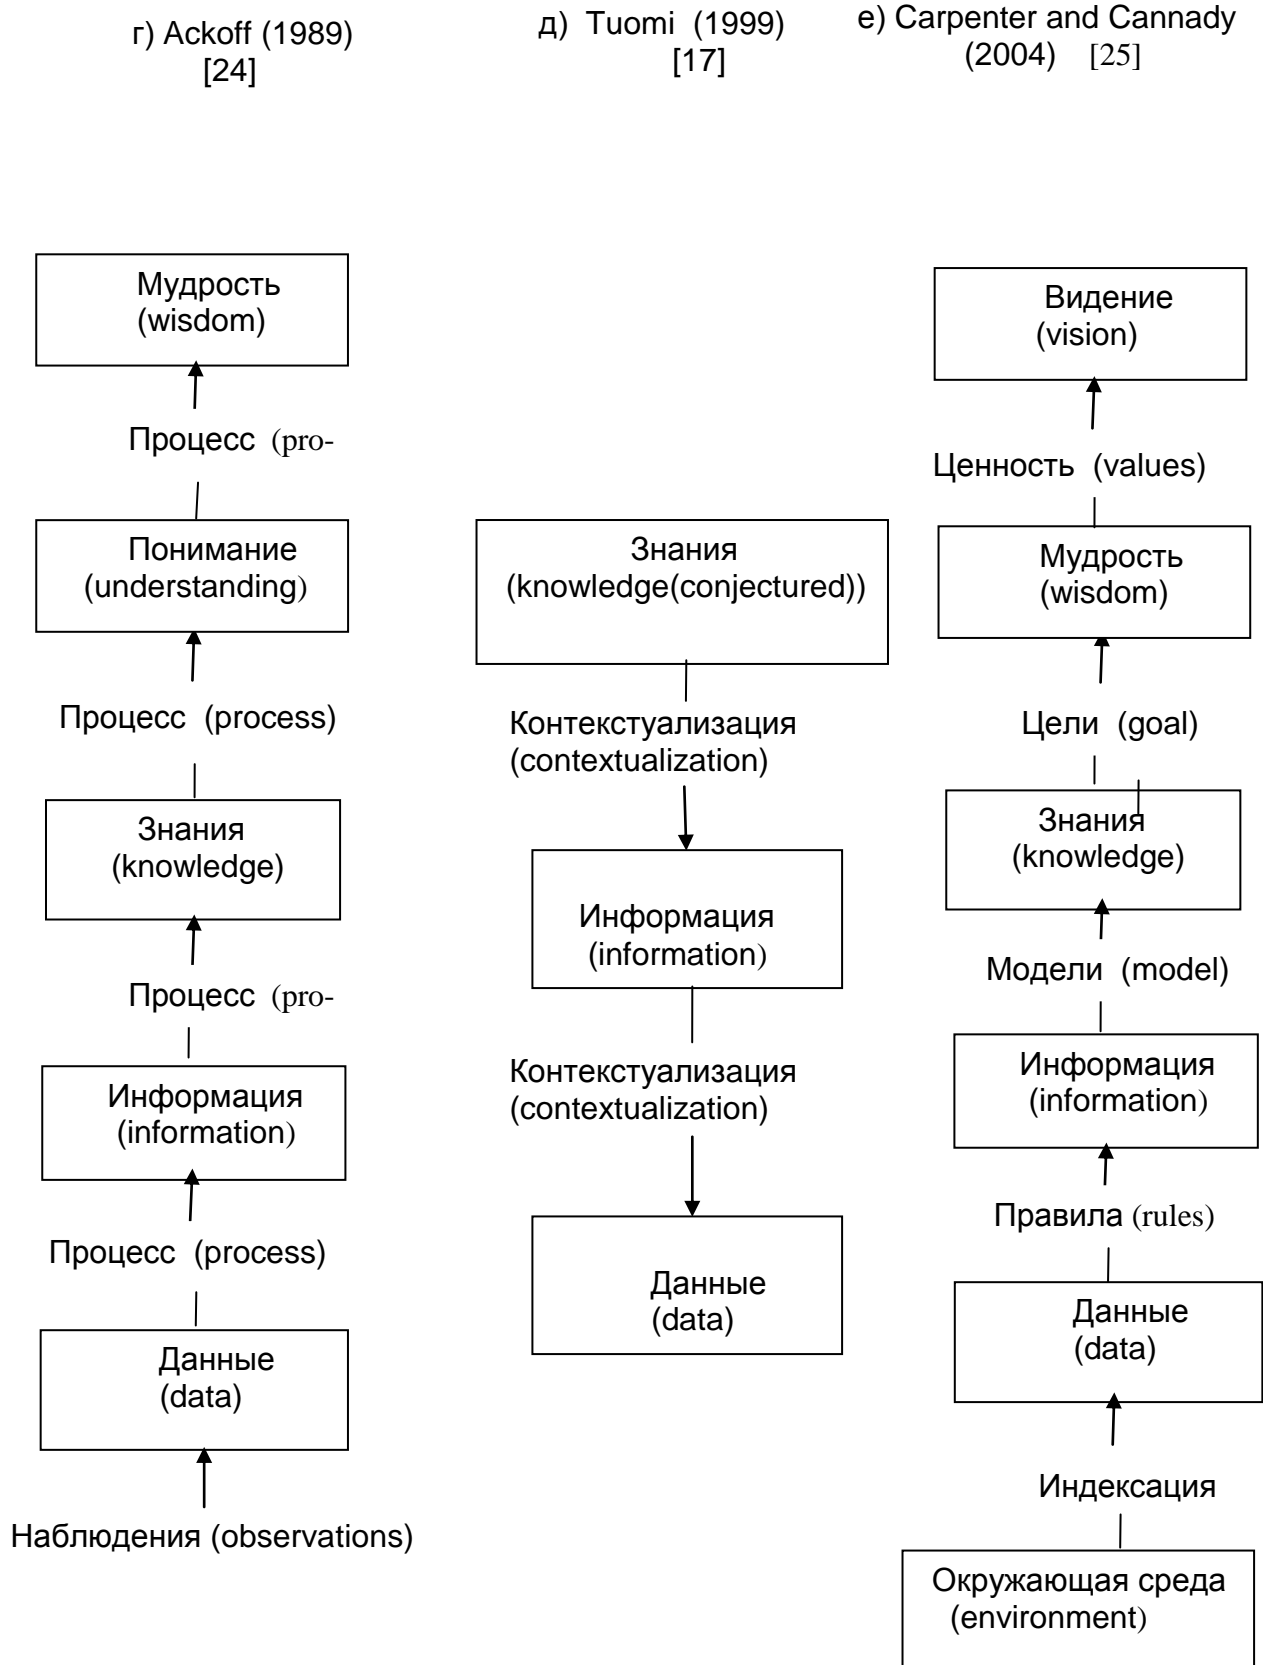 г) Ackoff (1989)
[24]
Мудрость
(wisdom)
Процесс (pro-
Понимание
(understanding)
Процесс (process)
Знания
(knowledge)
Процесс (pro-
Информация
(information)
Процесс (process)
Данные
(data)
Наблюдения (observations)
д) Tuomi (1999)
[17]
Знания
(knowledge(conjectured))
Контекстуализация
(contextualization)
Информация
(information)
Контекстуализация
(contextualization)
Данные
(data)
е) Carpenter and Cannady
(2004) [25]
Видение
(vision)
Ценность (values)
Мудрость
(wisdom)
Цели (goal)
Знания
(knowledge)
Модели (model)
Информация
(information)
Правила (rules)
Данные
(data)
Индексация
Окружающая среда
(environment)